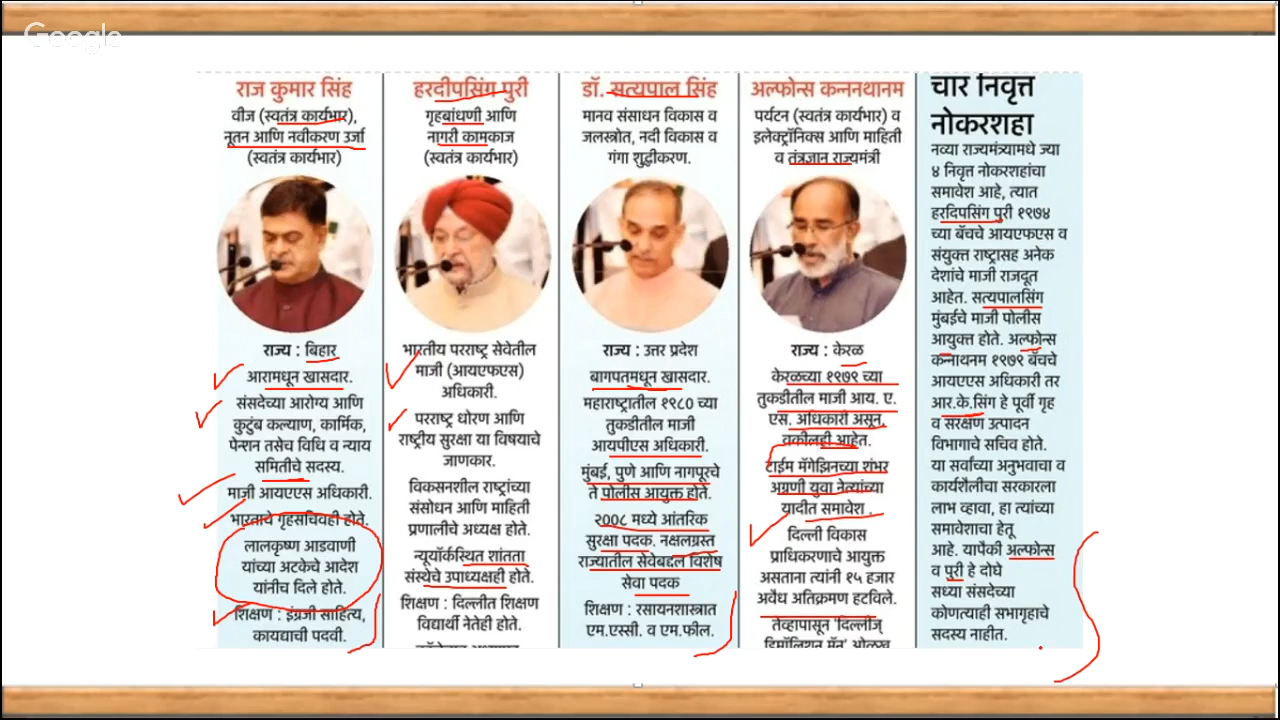 Google
राज कुमार सिंह
वीज (स्वतंत्र कार्यभार),
नूतन आणि नवीकरण उर्जा
(स्वतंत्र कार्यभार)
राज्य : बिहार
आरामधून खासदार.
संसदेच्या आरोग्य आणि
कुटुंब कल्याण, कार्मिक,
पेन्शन तसेच विधि व न्याय
समितीचे सदस्य.
माजी आयएएस अधिकारी.
भारताचे गृहसचिवही होते.
लालकृष्ण आडवाणी
यांच्या अटकेचे आदेश
यांनीच दिले होते.
शिक्षण : इंग्रजी साहित्य,
कायद्याची पदवी.
हरदीपसिंग पुरी
गृहबांधणी आणि
नागरी कामकाज
(स्वतंत्र कार्यभार)
भारतीय परराष्ट्र सेवेतील
माजी (आयएफएस)
अधिकारी.
परराष्ट्र धोरण आणि
राष्ट्रीय सुरक्षा या विषयाचे
जाणकार.
विकसनशील राष्ट्रांच्या
संसोधन आणि माहिती
प्रणालीचे अध्यक्ष होते.
न्यूयॉर्कस्थित शांतता
संस्थेचे उपाध्यक्षही होते.
शिक्षण : दिल्लीत शिक्षण
विद्यार्थी नेतेही होते.
डॉ. सत्यपाल सिंह
मानव संसाधन विकास व
जलस्त्रोत, नदी विकास व
गंगा शुद्धीकरण.
राज्य : उत्तर प्रदेश
बागपतमधून खासदार.
महाराष्ट्रातील १९८० च्या
तुकडीतील माजी
आयपीएस अधिकारी.
मुंबई, पुणे आणि नागपूरचे
ते पोलीस आयुक्त होते.
२००८ मध्ये आंतरिक
सुरक्षा पदक. नक्षलग्रस्त
राज्यातील सेवेबद्दल विशेष
सेवा पदक
शिक्षण : रसायनशास्त्रात
एम.एस्सी. व एम.फील.
अल्फोन्स कन्ननथानम
पर्यटन (स्वतंत्र कार्यभार) व
इलेक्ट्रॉनिक्स आणि माहिती
व तंत्रज्ञान राज्यमंत्री
राज्य : केरळ
केरळच्या १९७९ च्या
तुकडीतील माजी आय. ए.
एस. अधिकारी असून,
वकीलही आहेत.
टाईम मॅगेझिनच्या शंभर
अग्रणी युवा नेत्यांच्या
यादीत समावेश .
दिल्ली विकास
प्राधिकरणाचे आयुक्त
असताना त्यांनी १५ हजार
अवैध अतिक्रमण हटविले.
तेव्हापासून 'दिल्लीज्
डिमॉलिशन मॅन' ओळख
चार निवृत्त
नोकरशहा
नव्या राज्यमंत्र्यामधे ज्या
४ निवृत्त नोकरशहांचा
समावेश आहे, त्यात
हरदिपसिंग पुरी १९७४
च्या बॅचचे आयएफएस व
संयुक्त राष्ट्रासह अनेक
देशांचे माजी राजदूत
आहेत. सत्यपालसिंग
मुंबईचे माजी पोलीस
आयुक्त होते. अल्फोन्स
कन्नाथनम १९७९ बॅचचे
आयएएस अधिकारी तर
आर.के.सिंग हे पूर्वी गृह
व संरक्षण उत्पादन
विभागाचे सचिव होते.
या सर्वांच्या अनुभवाचा व
कार्यशैलीचा सरकारला
लाभ व्हावा, हा त्यांच्या
समावेशाचा हेतू
आहे. यापैकी अल्फोन्स
व पुरी हे दोघे
सध्या संसदेच्या
कोणत्याही सभागृहाचे
सदस्य नाहीत.